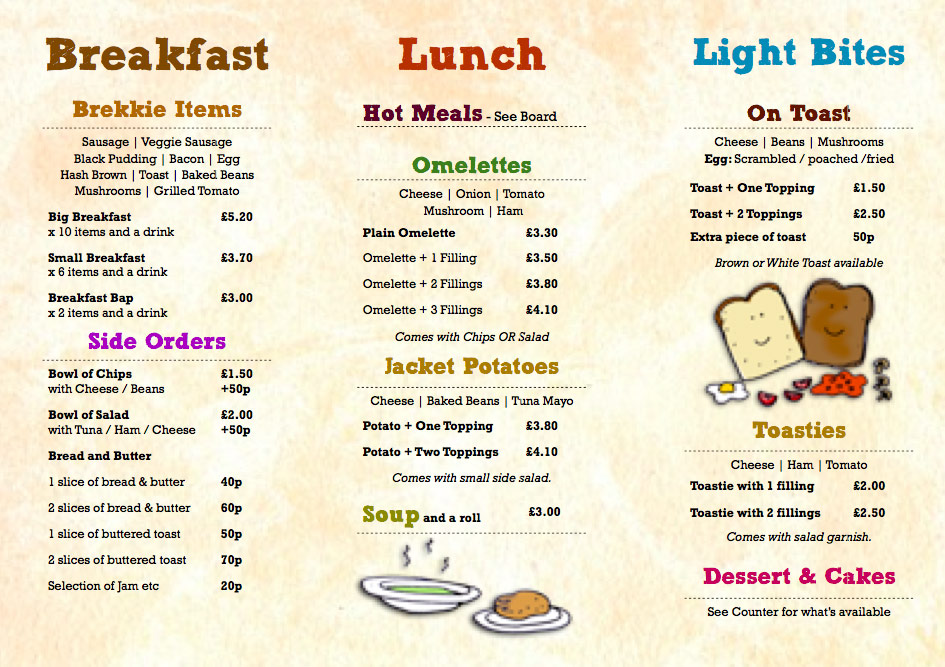 Breakfast
Brekkie Items
Sausage | Veggie Sausage
Black Pudding | Bacon | Egg
Hash Brown | Toast | Baked Beans
Mushrooms | Grilled Tomato
Big Breakfast £5.20
x 10 items and a drink
Small Breakfast £3.70
x 6 items and a drink
Breakfast Bap £3.00
x 2 items and a drink
Side Orders
Bowl of Chips £1.50
with Cheese / Beans +50p
Bowl of Salad £2.00
with Tuna / Ham / Cheese +50p
Bread and Butter
1 slice of bread & butter 40p
2 slices of bread & butter 60p
1 slice of buttered toast 50p
2 slices of buttered toast 70p
Selection of Jam etc 20p
Lunch
Hot Meals - See Board
Omelettes
Cheese | Onion | Tomato
Mushroom | Ham
Plain Omelette £3.30
Omelette + 1 Filling £3.50
Omelette + 2 Fillings £3.80
Omelette + 3 Fillings £4.10
Comes with Chips OR Salad
Jacket Potatoes
Cheese | Baked Beans | Tuna Mayo
Potato + One Topping £3.80
Potato + Two Toppings £4.10
Comes with small side salad.
Soup and a roll £3.00
Light Bites
On Toast
Cheese | Beans | Mushrooms
Egg: Scrambled / poached /fried
Toast + One Topping £1.50
Toast + 2 Toppings £2.50
Extra piece of toast 50p
Brown or White Toast available
Toasties
Cheese | Ham | Tomato
Toastie with 1 filling £2.00
Toastie with 2 fillings £2.50
Comes with salad garnish.
Dessert & Cakes
See Counter for what's available